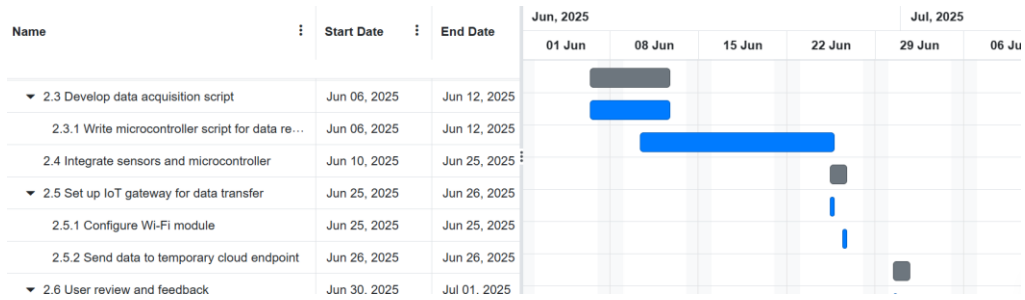 Name Start Date End Date
Jun, 2025 Jul, 2025
01 Jun 08 Jun 15 Jun 22 Jun 29 Jun 06 Ju
2.3 Develop data acquisition script Jun 06, 2025 Jun 12, 2025
2.3.1 Write microcontroller script for data re… Jun 06, 2025 Jun 12, 2025
2.4 Integrate sensors and microcontroller Jun 10, 2025 Jun 25, 2025
2.5 Set up IoT gateway for data transfer Jun 25, 2025 Jun 26, 2025
2.5.1 Configure Wi-Fi module Jun 25, 2025 Jun 25, 2025
2.5.2 Send data to temporary cloud endpoint Jun 26, 2025 Jun 26, 2025
2.6 User review and feedback Jun 30, 2025 Jul 01, 2025